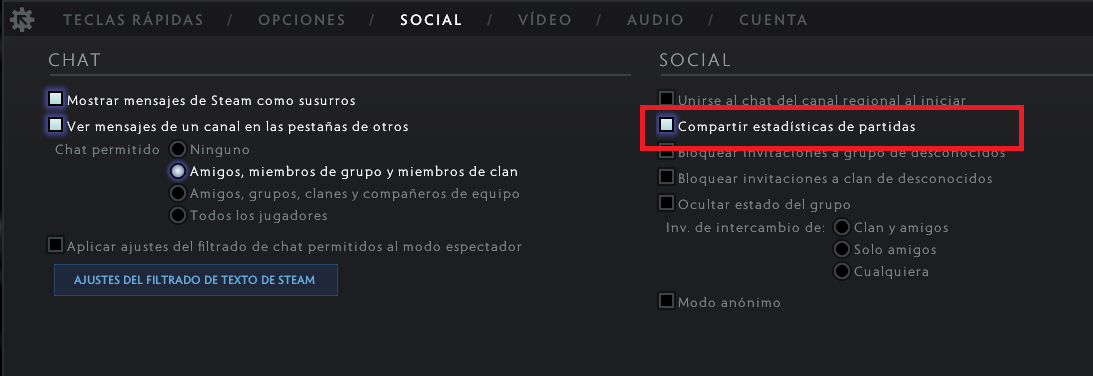 TECLAS RÁPIDAS / OPCIONES / SOCIAL / VÍDEO / AUDIO / CUENTA
CHAT
Mostrar mensajes de Steam como susurros
Ver mensajes de un canal en las pestañas de otros
Chat permitido Ninguno
Amigos, miembros de grupo y miembros de clan
Amigos, grupos, clanes y compañeros de equipo
Todos los jugadores
Aplicar ajustes del filtrado de chat permitidos al modo espectador
AJUSTES DEL FILTRADO DE TEXTO DE STEAM
SOCIAL
Unirse al chat del canal regional al iniciar
Compartir estadísticas de partidas
Bloquear invitaciones a grupo de desconocidos
Bloquear invitaciones a clan de desconocidos
Ocultar estado del grupo
Inv. de intercambio de: Clan y amigos
Solo amigos
Cualquiera
Modo anónimo